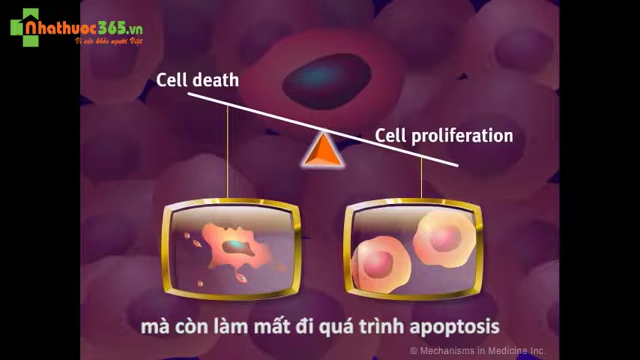 Nhathuoc365.vn
Vì sức khỏe người Việt
Cell death
Cell proliferation
mà còn làm mất đi quá trình apoptosis
© Mechanisms in Medicine Inc.